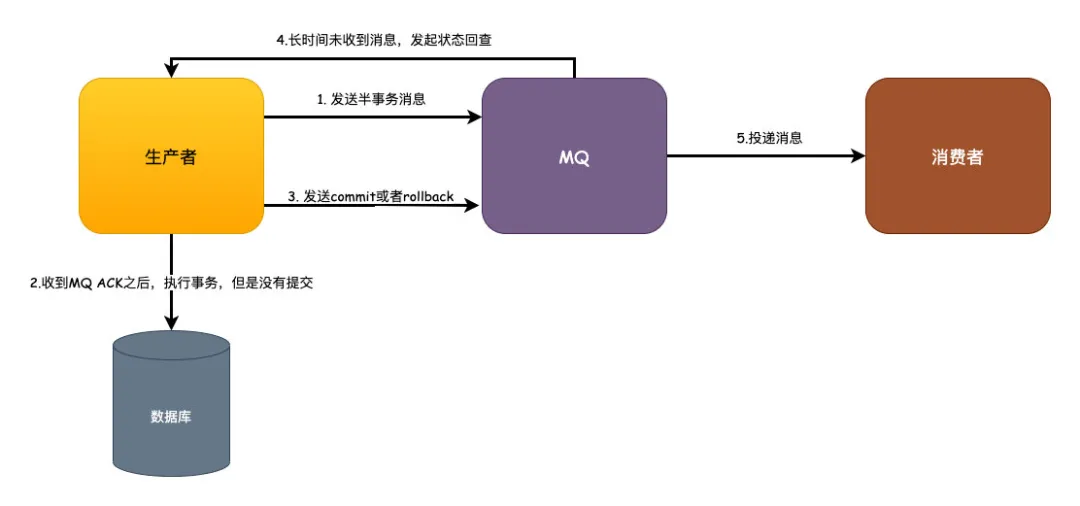 4.长时间未收到消息，发起状态回查
1. 发送半事务消息
生产者
MQ
5.投递消息
消费者
3. 发送commit或者rollback
2.收到MQ ACK之后，执行事务，但是没有提交
数据库